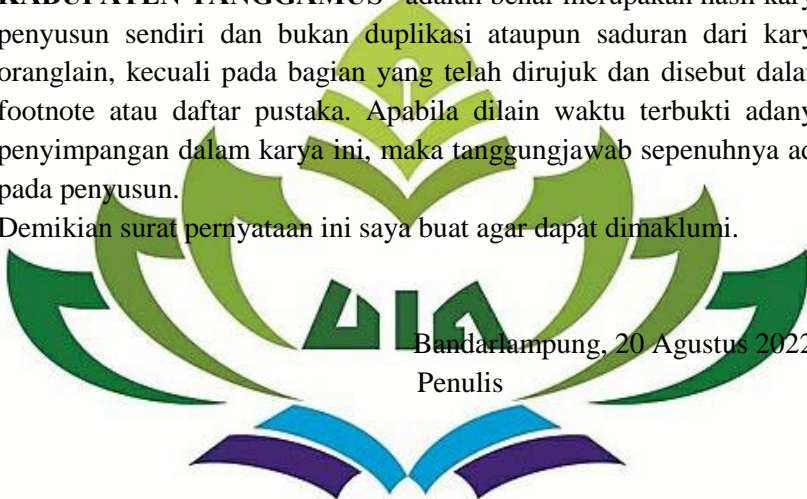 KABUPATEN TANGGAMUS" adalah benar merupakan hasil kary
penyusun sendiri dan bukan duplikasi ataupun saduran dari kary
oranglain, kecuali pada bagian yang telah dirujuk dan disebut dalan
footnote atau daftar pustaka. Apabila dilain waktu terbukti adany
penyimpangan dalam karya ini, maka tanggungjawab sepenuhnya ad
pada penyusun.
Demikian surat pernyataan ini saya buat agar dapat dimaklumi.
UIN
Bandarlampung, 20 Agustus 2022
Penulis